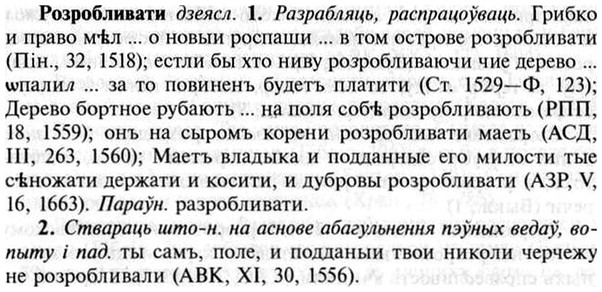 Розробливати дзеясл. 1. Разрабляць, распрацоўваць. Грибко
и право мѣл ... о новыи роспаши ... в том острове розробливати
(Пін., 32, 1518); естли бы хто ниву розробливаючи чие дерево ...
ѡпалил ... за то повиненъ будетъ платити (Ст. 1529—Ф, 123);
Дерево бортное рубають ... на поля собѣ розробливають (РПП,
18, 1559); онъ на сыромъ корени розробливати маеть (АСД,
III, 263, 1560); Маетъ владыка и подданные его милости тые
сѣножати держати и косити, и дубровы розробливати (АЗР, V,
16, 1663). Параўн. разробливати.
2. Ствараць што-н. на аснове абагульнення пэўных ведаў, во-
пыту і пад. ты самъ, поле, и подданыи твои николи черчежу
не розробливали (АВК, XI, 30, 1556).